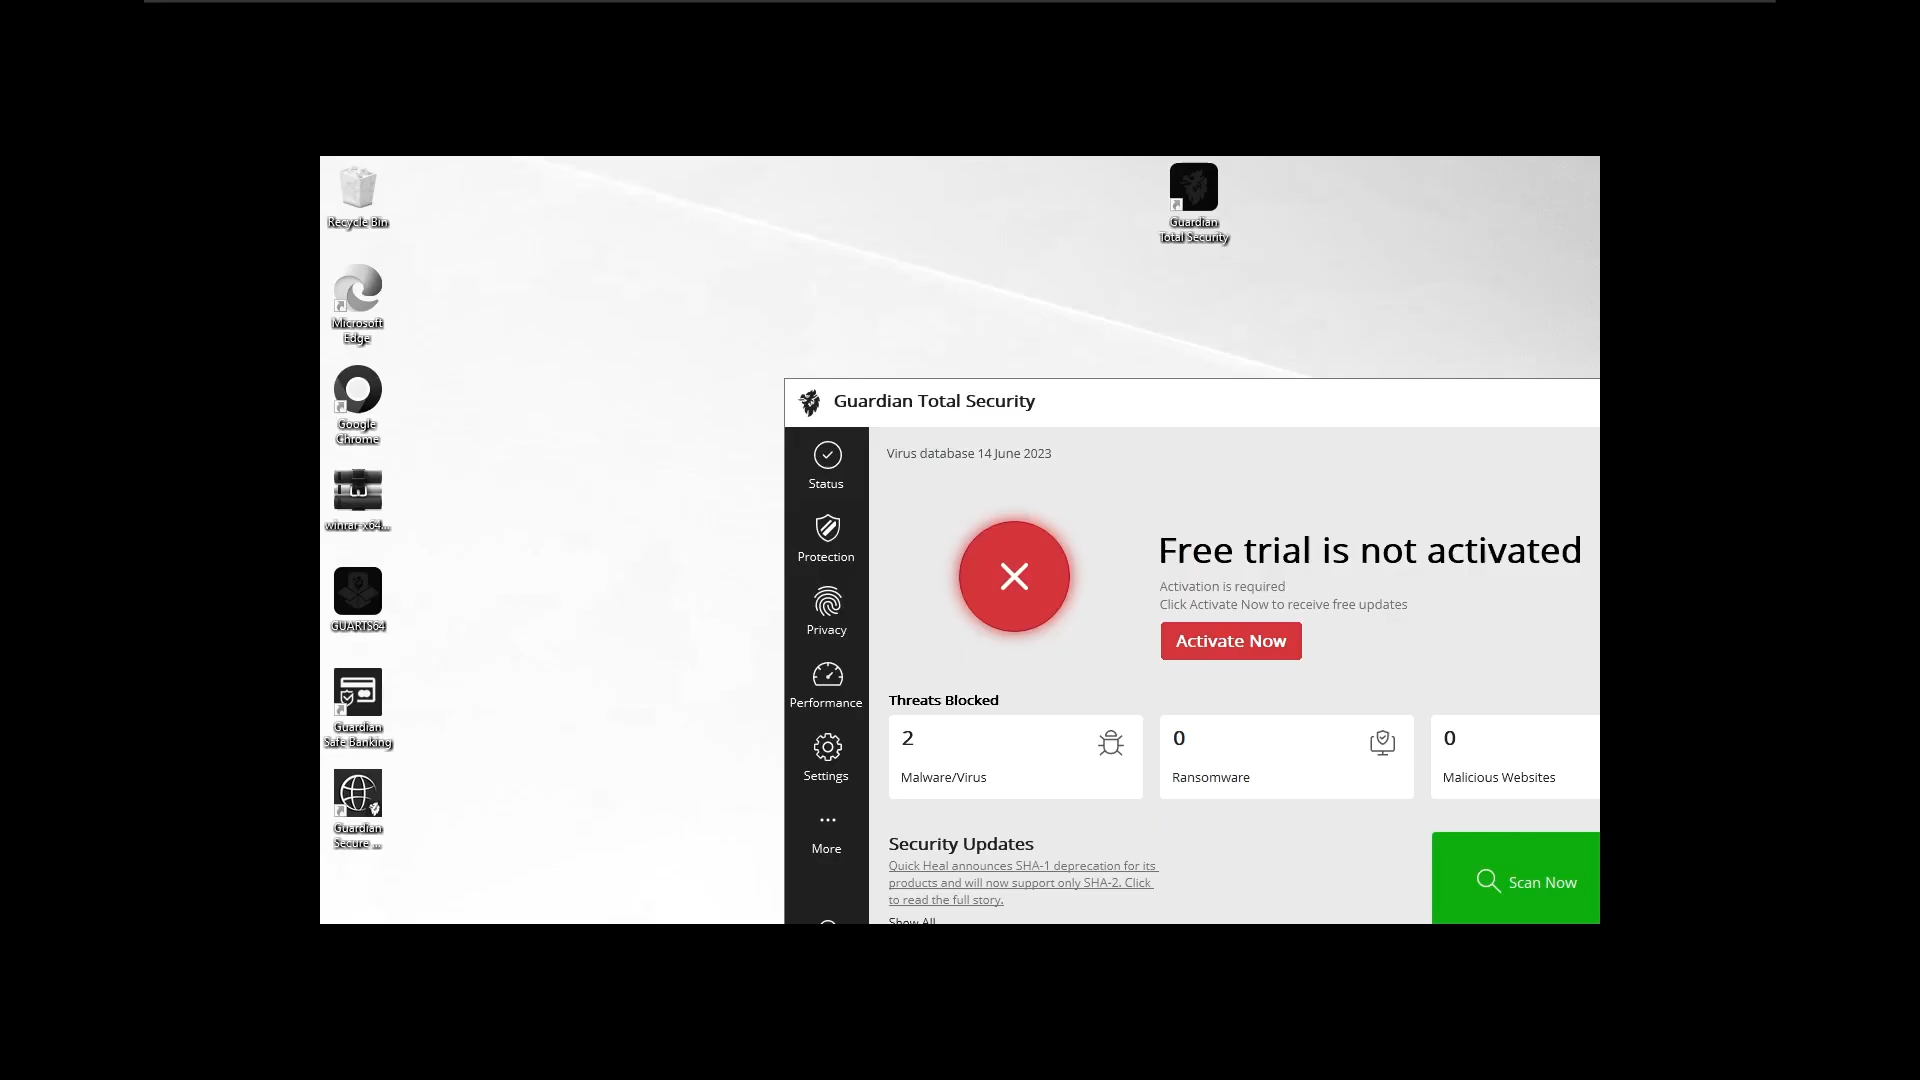 Recycle Bin
Microsoft
Edge
Google
Chrome
winrar-x64...
GUARTS64
Guardian
Safe Banking
Guardian
Secure ...
Guardian
Total Security
Guardian Total Security
Status
Protection
Privacy
Performance
Settings
More
Virus database 14 June 2023
Free trial is not activated
Activation is required
Click Activate Now to receive free updates
Activate Now
Threats Blocked
2
Malware/Virus
0
Ransomware
0
Malicious Websites
Security Updates
Quick Heal announces SHA-1 deprecation for its
products and will now support only SHA-2. Click
to read the full story.
Show All
Scan Now